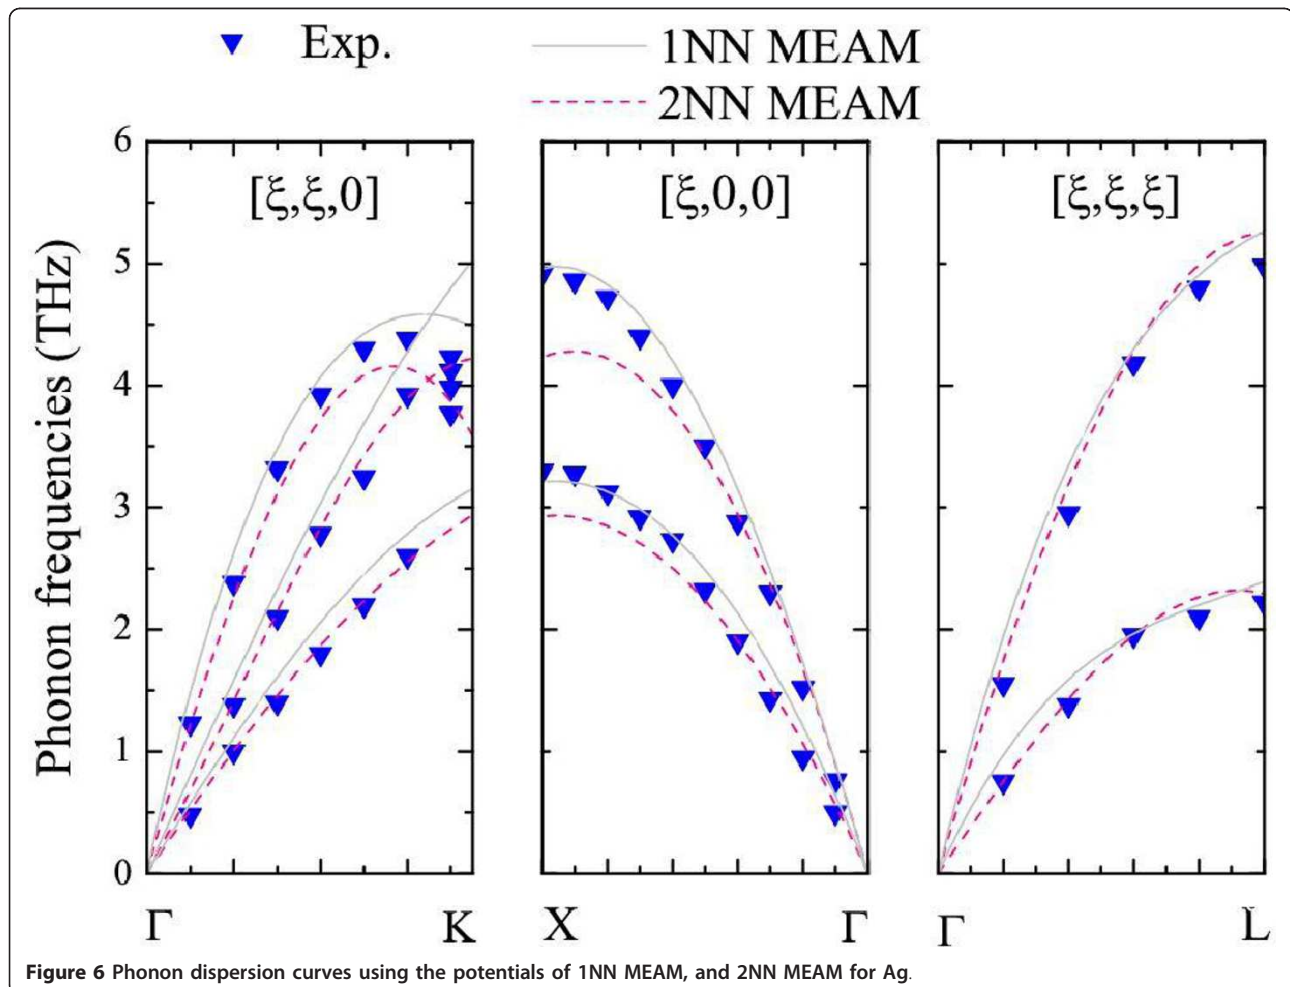 Exp.
1NN MEAM
2NN MEAM
Phonon frequencies (THz)
6
5
4
3
2
1
0
[ξ,ξ,0]
[ξ,0,0]
[ξ,ξ,ξ]
Γ
K
X
Γ
Γ
L
Figure 6 Phonon dispersion curves using the potentials of 1NN MEAM, and 2NN MEAM for Ag.